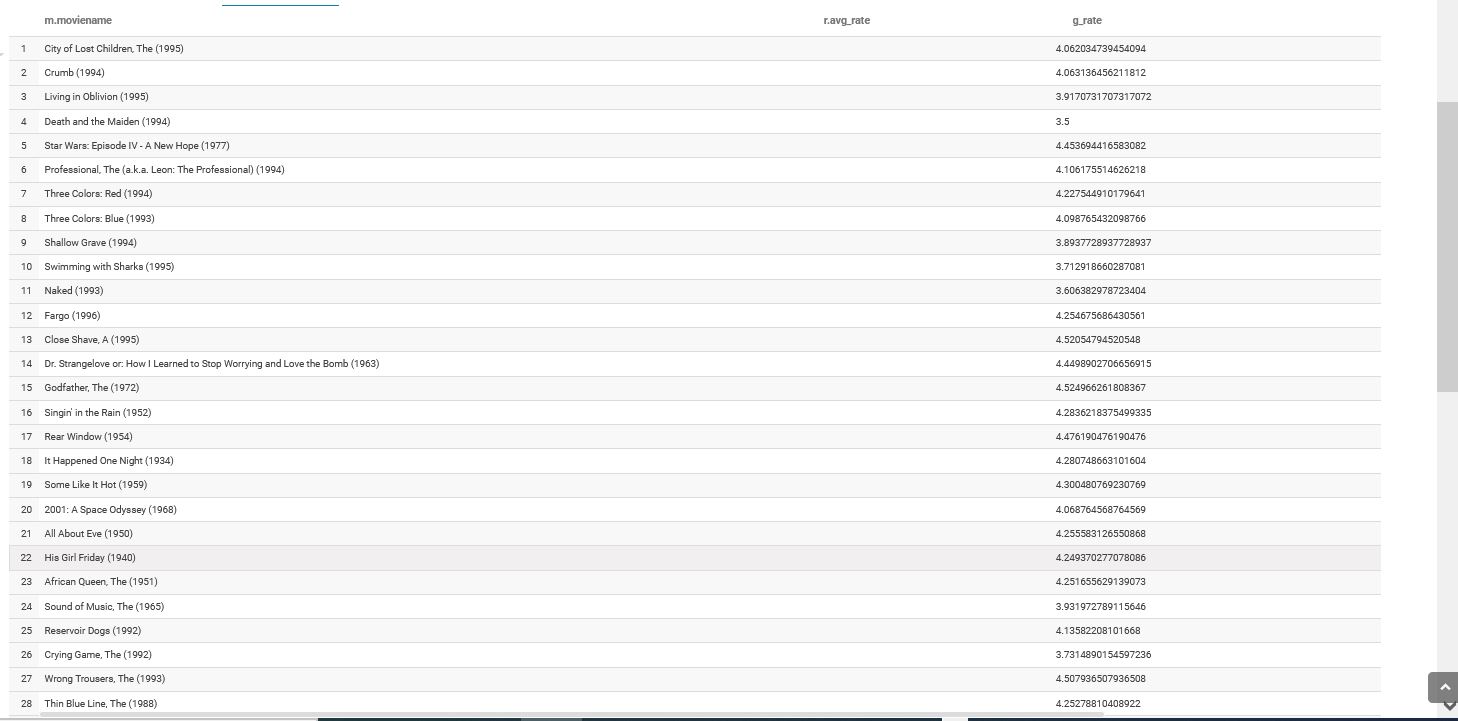 m.moviename r.avg_rate g_rate
1 City of Lost Children, The (1995) 4.062034739454094
2 Crumb (1994) 4.063136456211812
3 Living in Oblivion (1995) 3.9170731707317072
4 Death and the Maiden (1994) 3.5
5 Star Wars: Episode IV - A New Hope (1977) 4.453694416583082
6 Professional, The (a.k.a. Leon: The Professional) (1994) 4.106175514626218
7 Three Colors: Red (1994) 4.227544910179641
8 Three Colors: Blue (1993) 4.098765432098766
9 Shallow Grave (1994) 3.8937728937728937
10 Swimming with Sharks (1995) 3.712918660287081
11 Naked (1993) 3.606382978723404
12 Fargo (1996) 4.254675686430561
13 Close Shave, A (1995) 4.52054794520548
14 Dr. Strangelove or: How I Learned to Stop Worrying and Love the Bomb (1963) 4.4498902706656915
15 Godfather, The (1972) 4.524966261808367
16 Singin' in the Rain (1952) 4.2836218375499335
17 Rear Window (1954) 4.476190476190476
18 It Happened One Night (1934) 4.280748663101604
19 Some Like It Hot (1959) 4.300480769230769
20 2001: A Space Odyssey (1968) 4.068764568764569
21 All About Eve (1950) 4.255583126550868
22 His Girl Friday (1940) 4.249370277078086
23 African Queen, The (1951) 4.251655629139073
24 Sound of Music, The (1965) 3.931972789115646
25 Reservoir Dogs (1992) 4.13582208101668
26 Crying Game, The (1992) 3.7314890154597236
27 Wrong Trousers, The (1993) 4.507936507936508
28 Thin Blue Line, The (1988) 4.25278810408922